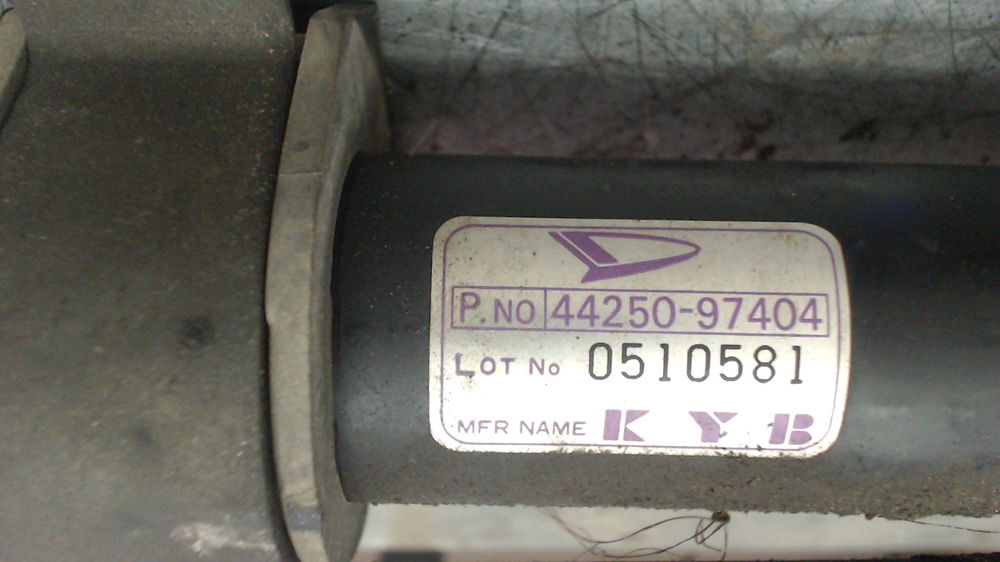 P.NO 44250-97404
LOT No 0510581
MFR NAME KYB